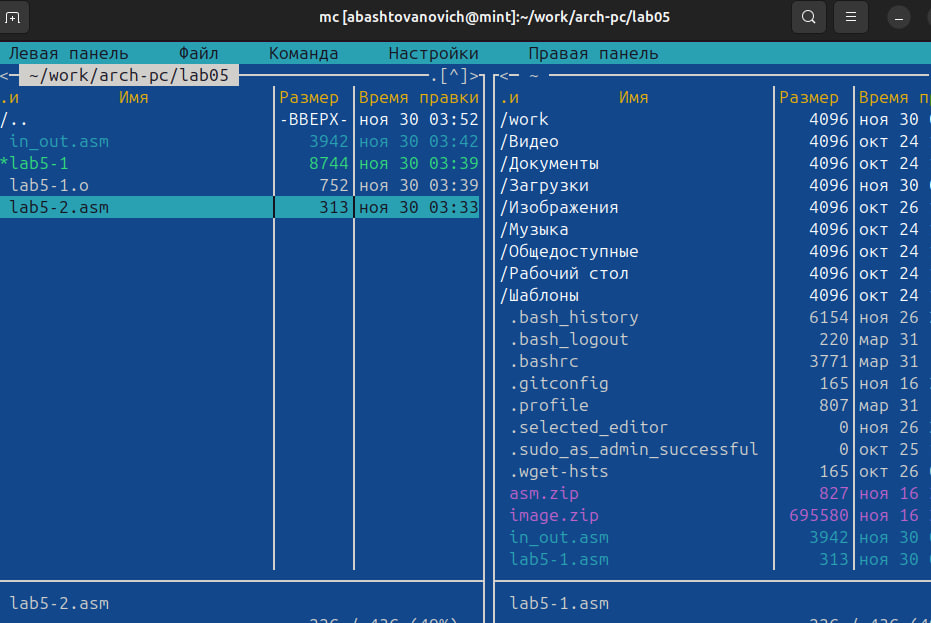 mc [abashtovanovich@mint]:~/work/arch-pc/lab05
Левая панель Файл Команда Настройки Правая панель
<─ ~/work/arch-pc/lab05 .[^]>
.и Имя Размер Время правки
/.. -ВВЕРХ- ноя 30 03:52
in_out.asm 3942 ноя 30 03:42
*lab5-1 8744 ноя 30 03:39
lab5-1.o 752 ноя 30 03:39
lab5-2.asm 313 ноя 30 03:33
lab5-2.asm
<─ ~
.и Имя Размер Время
/work 4096 ноя 30
/Видео 4096 окт 24
/Документы 4096 окт 24
/Загрузки 4096 ноя 30
/Изображения 4096 окт 26
/Музыка 4096 окт 24
/Общедоступные 4096 окт 24
/Рабочий стол 4096 окт 24
/Шаблоны 4096 окт 24
.bash_history 6154 ноя 26
.bash_logout 220 мар 31
.bashrc 3771 мар 31
.gitconfig 165 ноя 16
.profile 807 мар 31
.selected_editor 0 ноя 26
.sudo_as_admin_successful 0 окт 25
.wget-hsts 165 окт 26
asm.zip 827 ноя 16
image.zip 695580 ноя 16
in_out.asm 3942 ноя 30
lab5-1.asm 313 ноя 30
lab5-1.asm